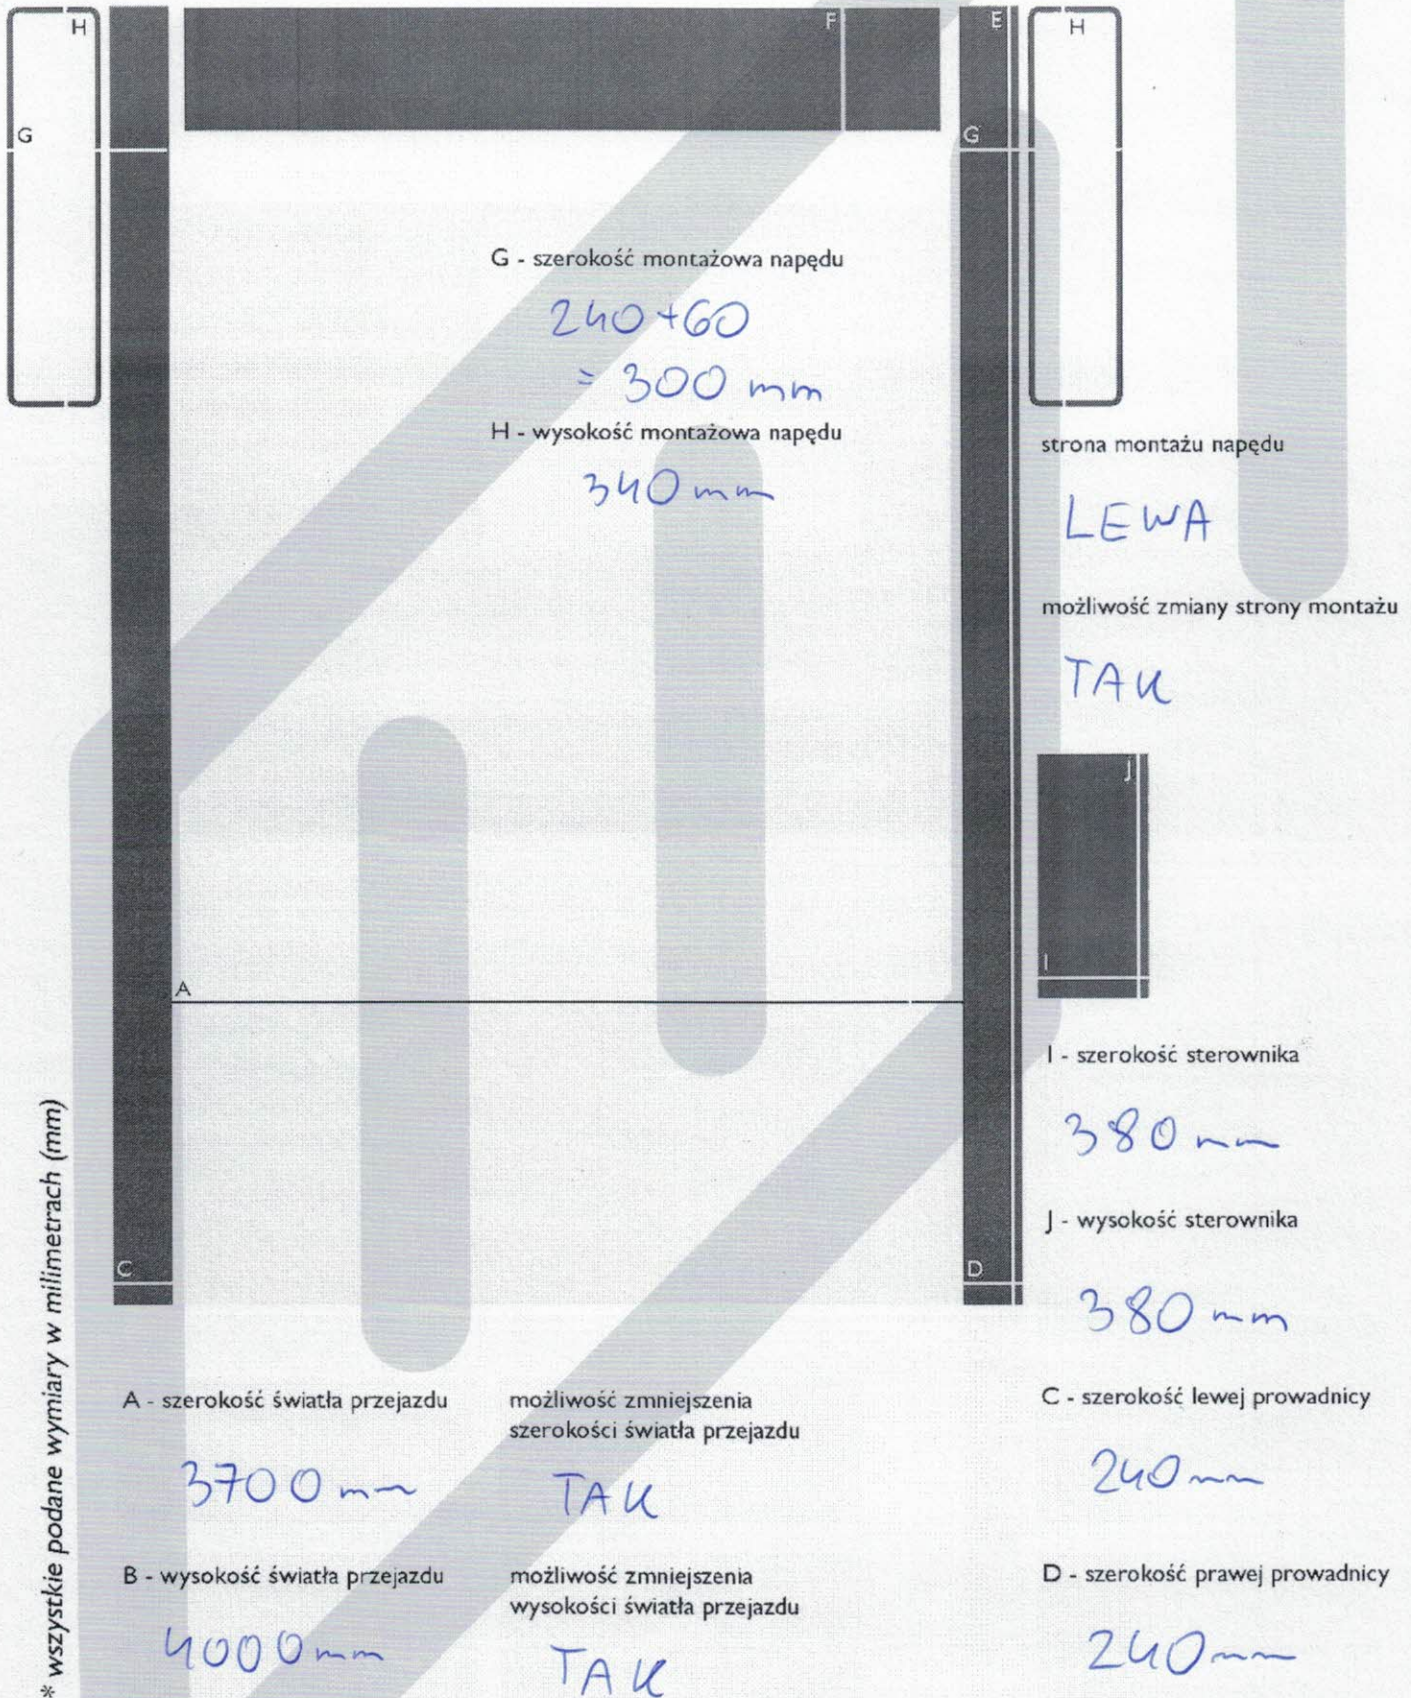 H
F
E
H
G
G
G - szerokość montażowa napędu
240+60
= 300 mm
H - wysokość montażowa napędu
340 mm
strona montażu napędu
LEWA
możliwość zmiany strony montażu
TAK
J
I
A
I - szerokość sterownika
380 mm
J - wysokość sterownika
380 mm
C
D
A - szerokość światła przejazdu
3700 mm
możliwość zmniejszenia
szerokości światła przejazdu
TAK
C - szerokość lewej prowadnicy
240 mm
B - wysokość światła przejazdu
4000 mm
możliwość zmniejszenia
wysokości światła przejazdu
TAK
D - szerokość prawej prowadnicy
240 mm
* wszystkie podane wymiary w milimetrach (mm)